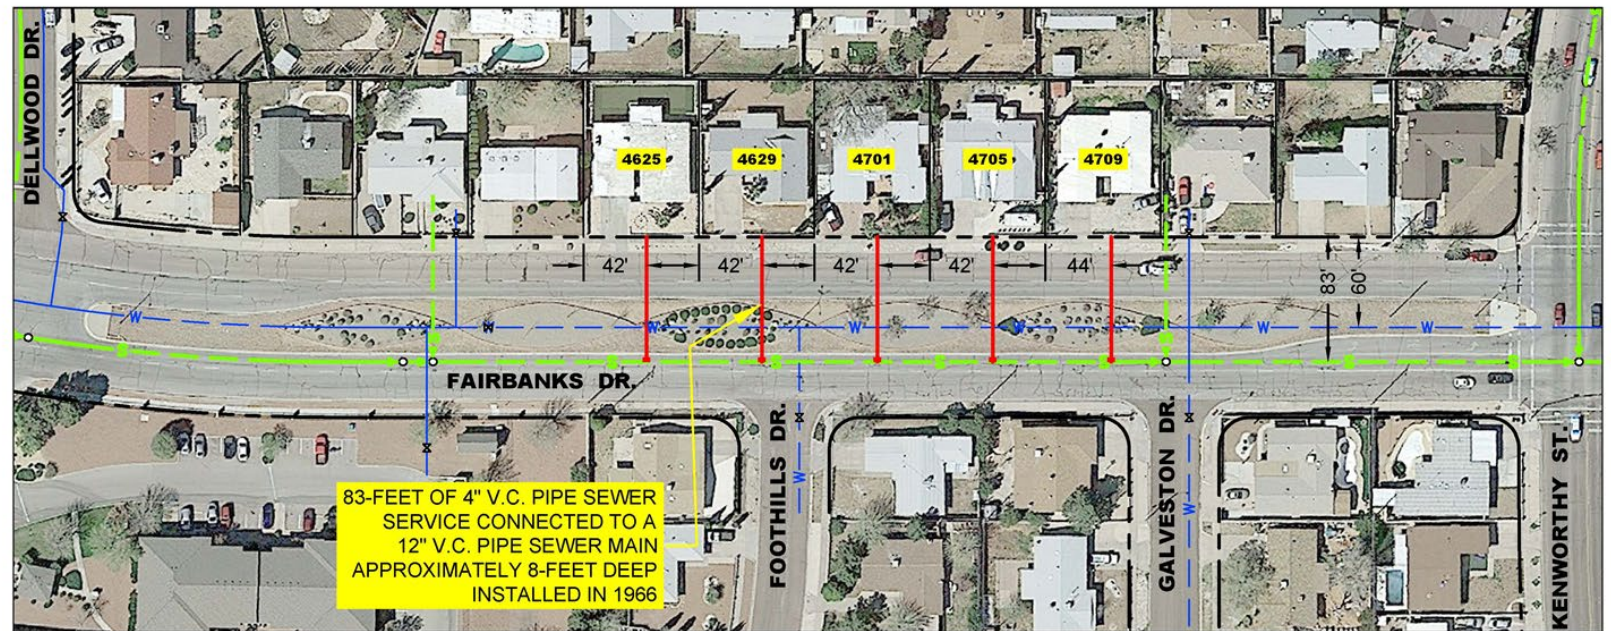 DELLWOOD DR.
4625
4629
4701
4705
4709
42'
42'
42'
42'
44'
83'
60'
W
W
W
W
W
W
FAIRBANKS DR.
83-FEET OF 4" V.C. PIPE SEWER
SERVICE CONNECTED TO A
12" V.C. PIPE SEWER MAIN
APPROXIMATELY 8-FEET DEEP
INSTALLED IN 1966
FOOTHILLS DR.
W
GALVESTON DR.
W
KENWORTHY ST.